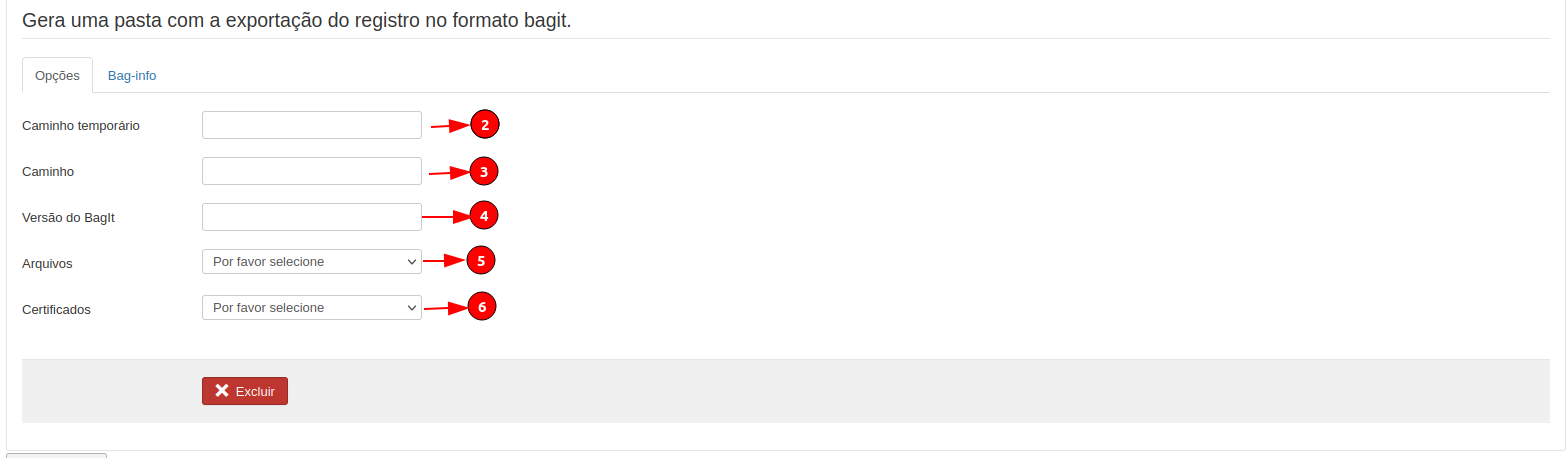 Gera uma pasta com a exportação do registro no formato bagit.
Opções Bag-info
Caminho temporário 2
Caminho 3
Versão do BagIt 4
Arquivos Por favor selecione 5
Certificados Por favor selecione 6
Excluir